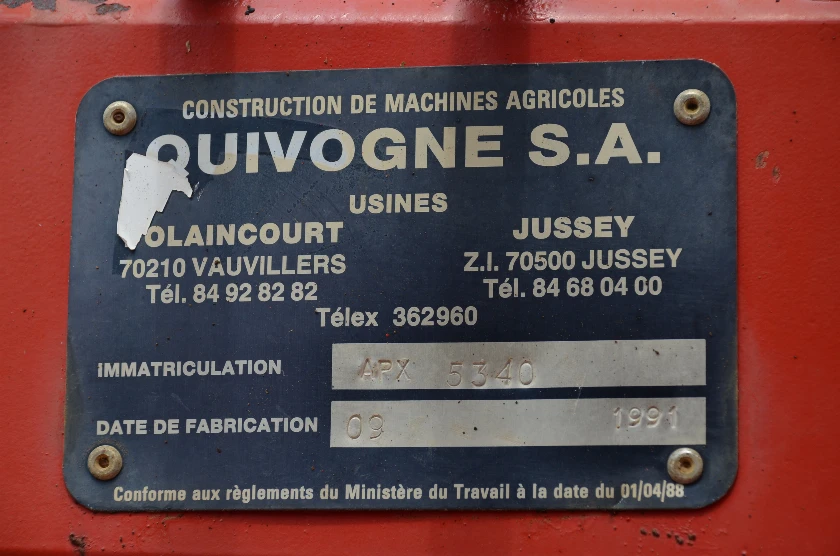 CONSTRUCTION DE MACHINES AGRICOLES
QUIVOGNE S.A.
USINES
OLAINCOURT
70210 VAUVILLERS
Tél. 84 92 82 82
JUSSEY
Z.I. 70500 JUSSEY
Tél. 84 68 04 00
Télex 362960
IMMATRICULATION APX 5340
DATE DE FABRICATION 09 1991
Conforme aux règlements du Ministère du Travail à la date du 01/04/88